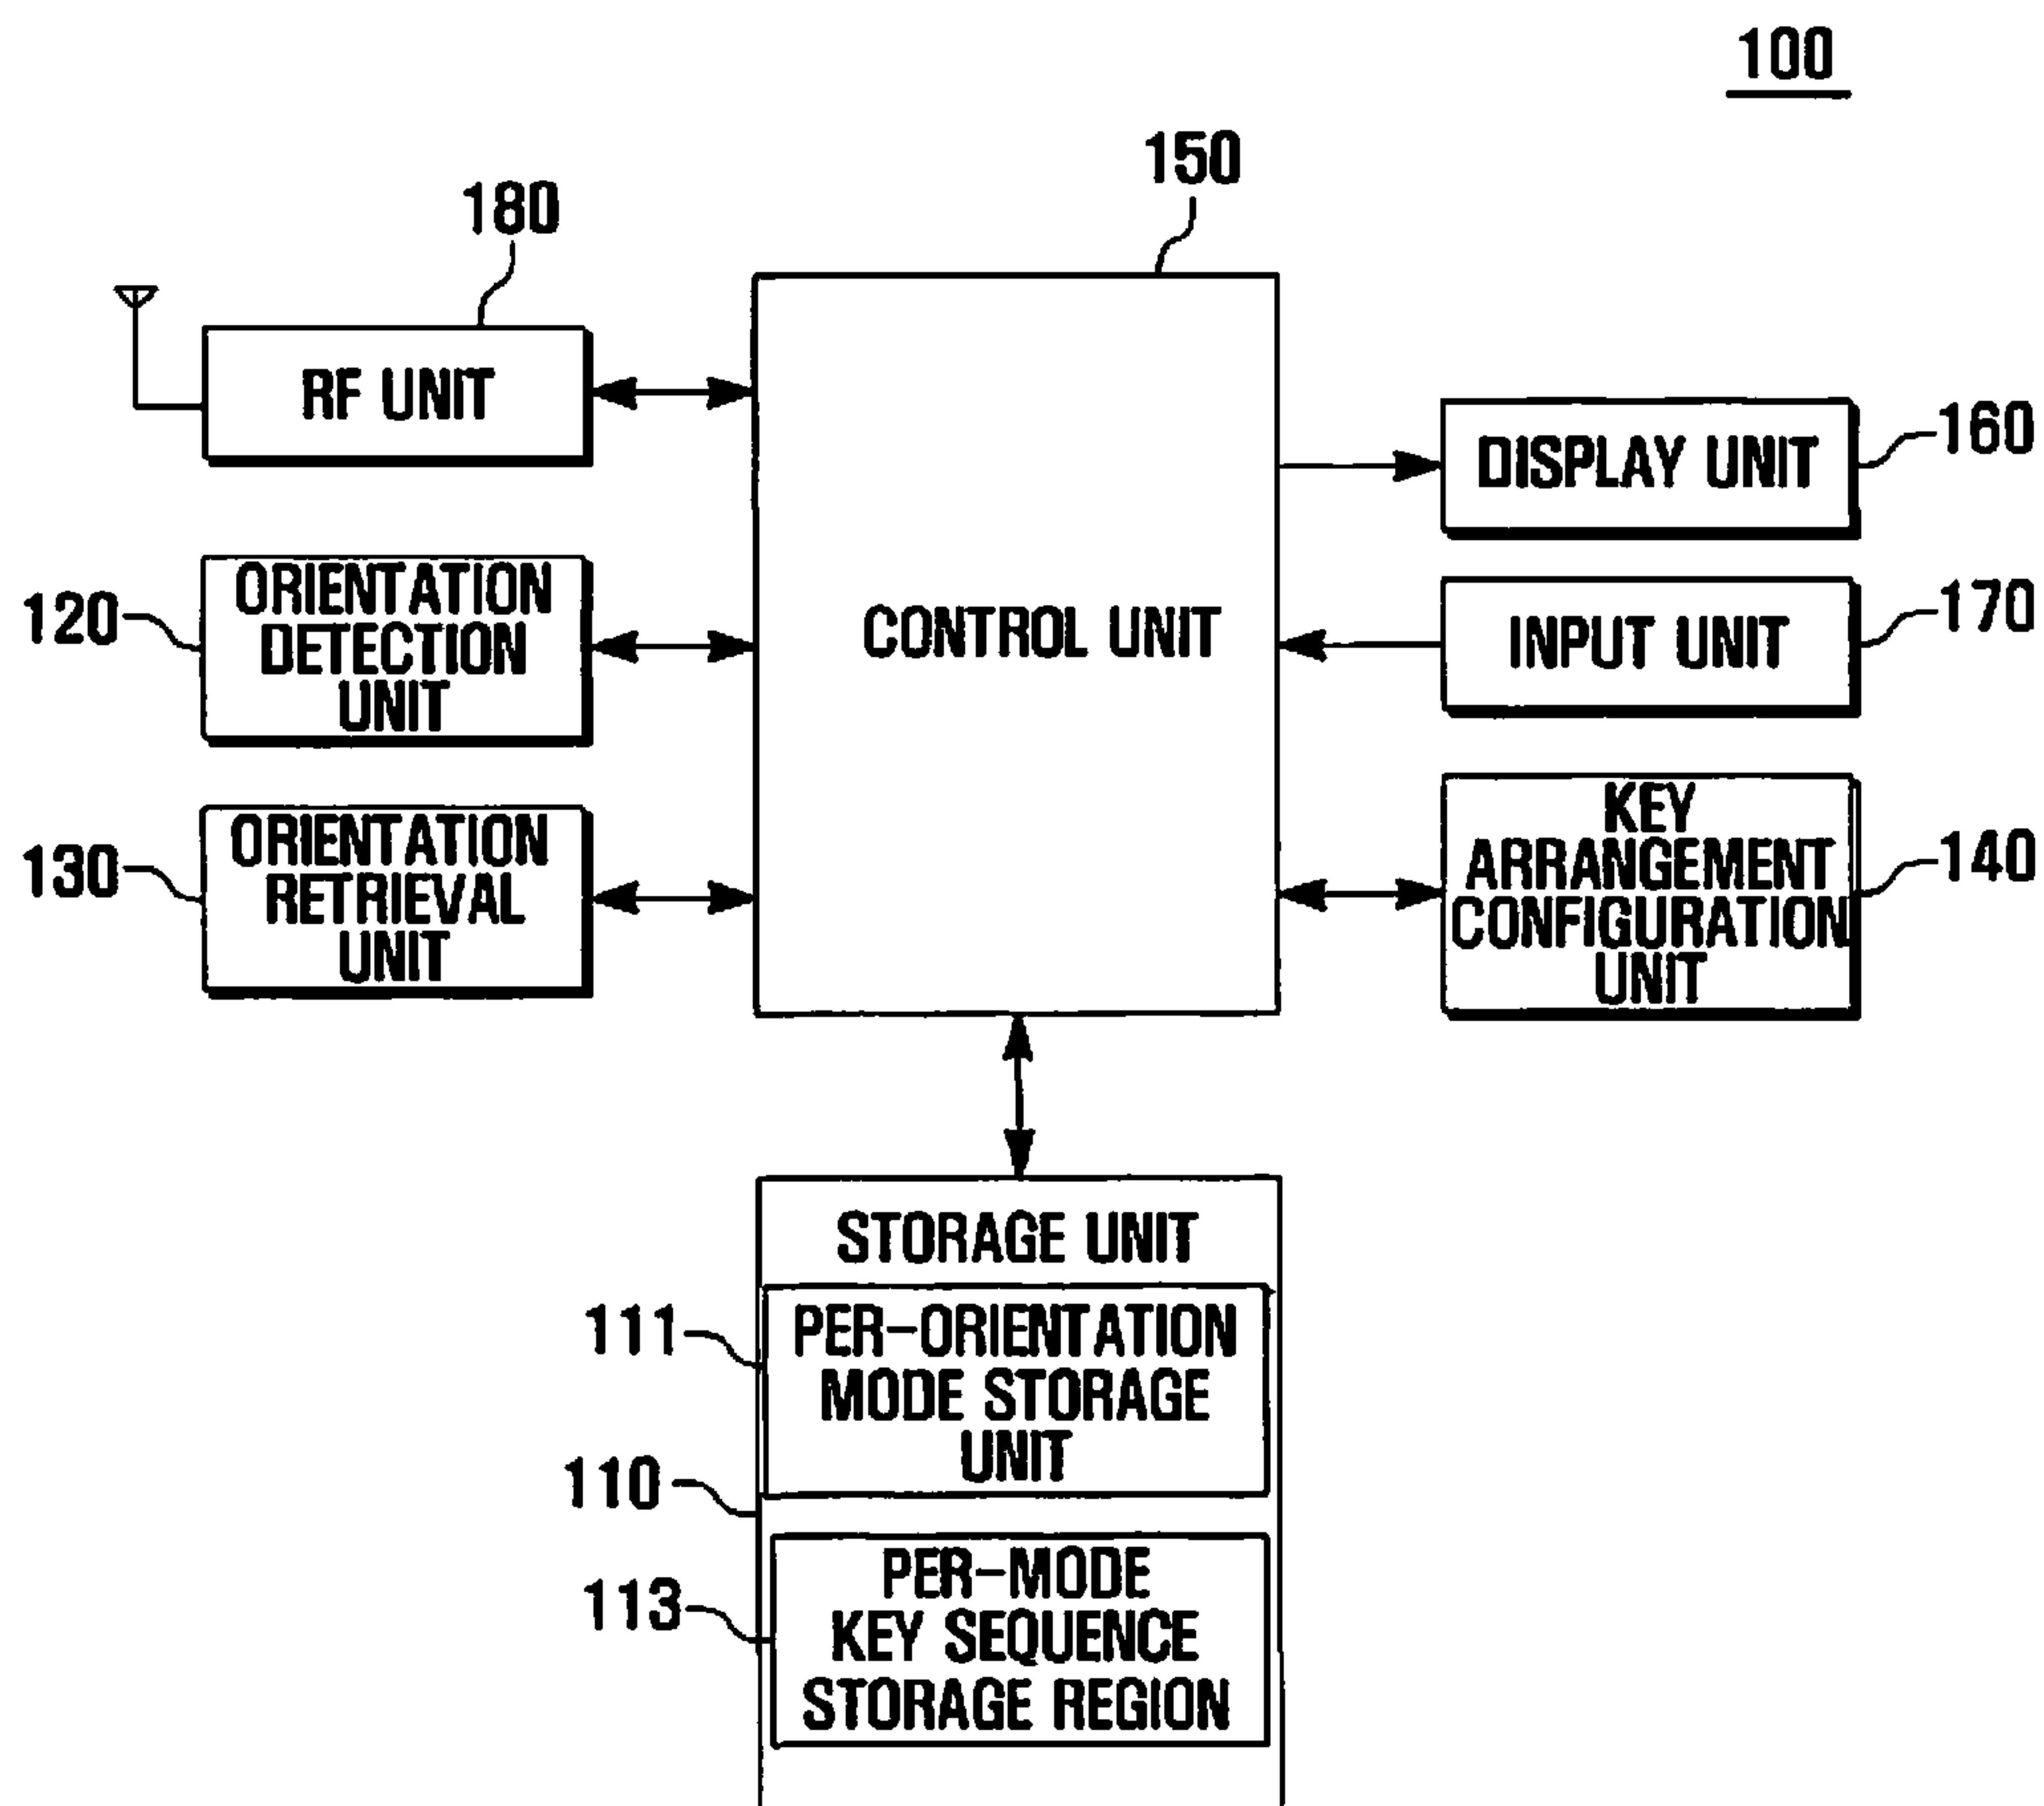 100
150
180
RF UNIT
DISPLAY UNIT
160
120
ORIENTATION
DETECTION
UNIT
CONTROL UNIT
INPUT UNIT
170
130
ORIENTATION
RETRIEVAL
UNIT
KEY
ARRANGEMENT
CONFIGURATION
UNIT
140
STORAGE UNIT
111
PER-ORIENTATION
MODE STORAGE
UNIT
110
113
PER-MODE
KEY SEQUENCE
STORAGE REGION